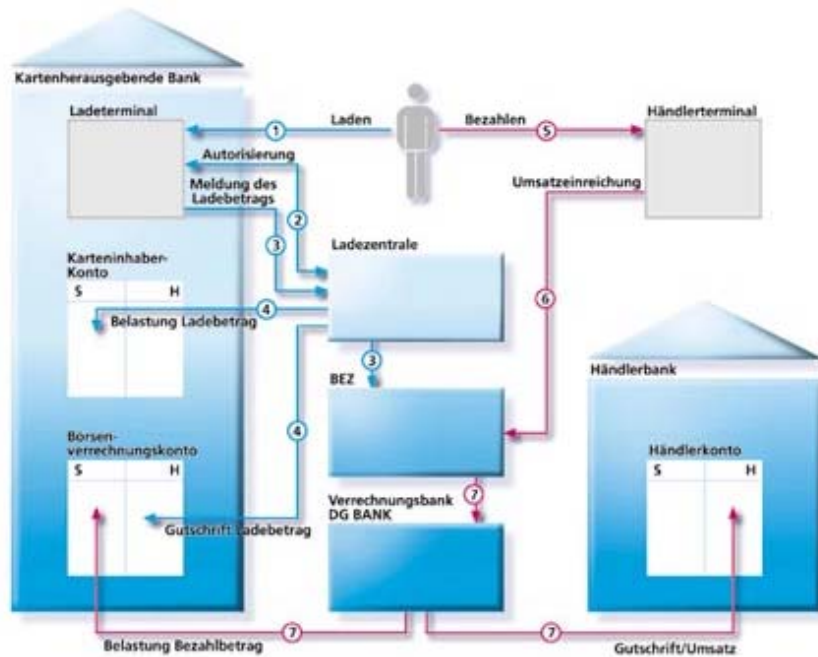 Kartenherausgebende Bank
Ladeterminal
Laden
Bezahlen
Händlerterminal
1
5
Autorisierung
Meldung des
Ladebetrags
Umsatzeinreichung
2
3
Ladezentrale
Karteninhaber-
Konto
S H
4
Belastung Ladebetrag
6
3
BEZ
Händlerbank
4
Börsen-
verrechnungskonto
S H
Händlerkonto
S H
7
Verrechnungsbank
DG BANK
Gutschrift Ladebetrag
7
7
Belastung Bezahlbetrag
Gutschrift/Umsatz